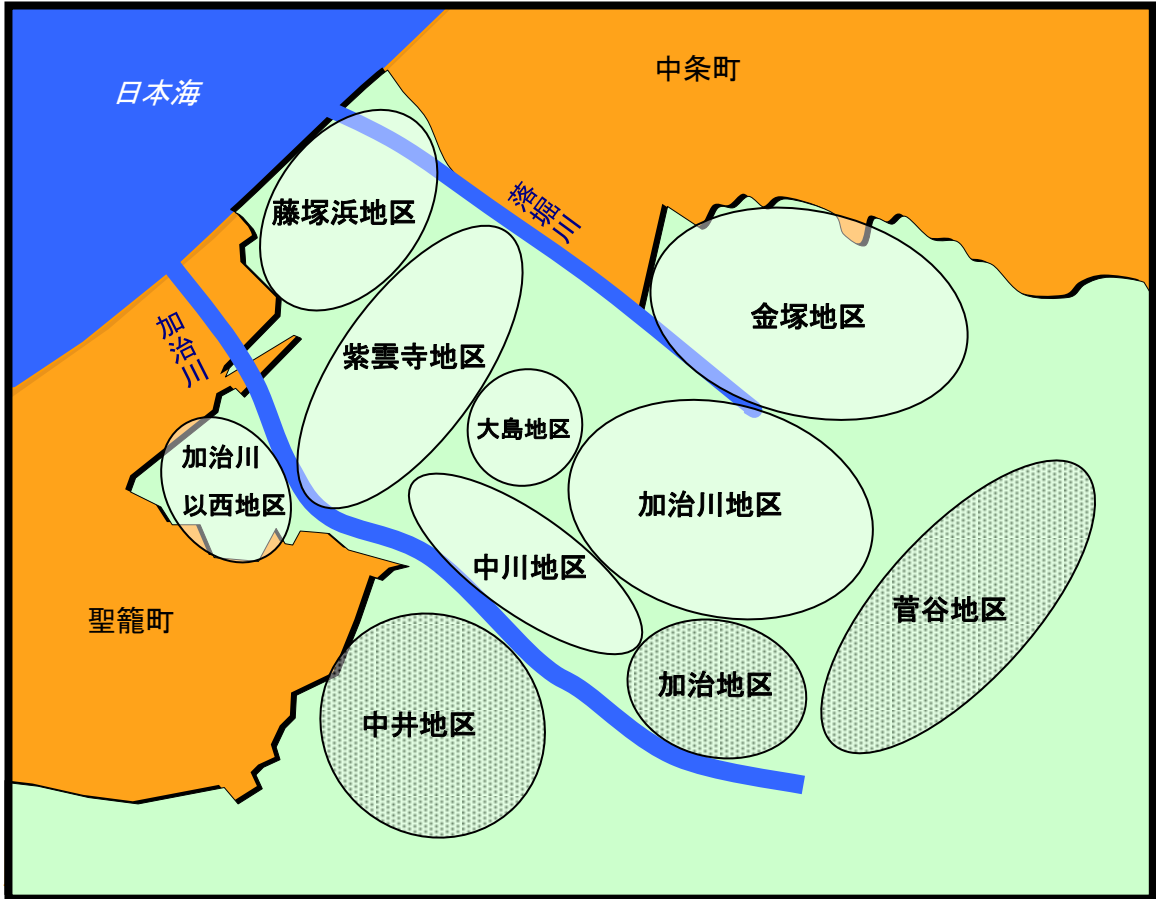 日本海
中条町
落堀川
藤塚浜地区
金塚地区
加治川
紫雲寺地区
大島地区
加治川
以西地区
加治川地区
中川地区
菅谷地区
聖籠町
加治地区
中井地区